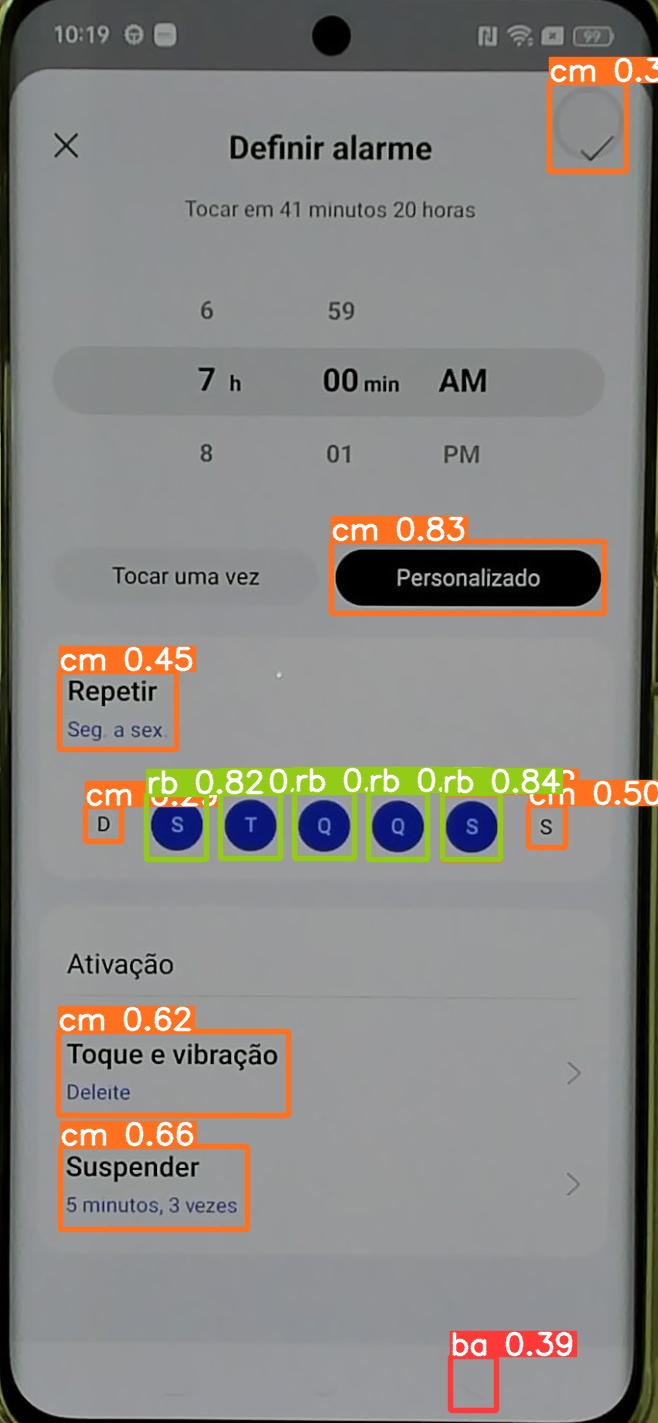 10:19 99
cm 0.3
Definir alarme
Tocar em 41 minutos 20 horas
6 59
7 h 00 min AM
8 01 PM
cm 0.83
Tocar uma vez Personalizado
cm 0.45
Repetir
Seg. a sex.
cm 0.29 rb 0.82 0. rb 0. rb 0. rb 0.84 cm 0.50
D S T Q Q S S
Ativação
cm 0.62
Toque e vibração
Deleite
cm 0.66
Suspender
5 minutos, 3 vezes
ba 0.39